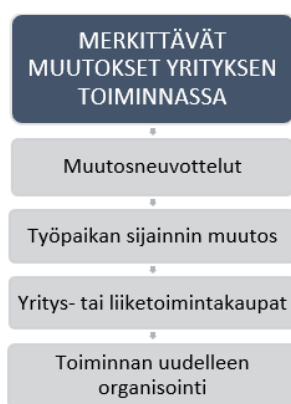 MERKITTÄVÄT
MUUTOKSET YRITYKSEN
TOIMINNASSA
Muutosneuvottelut
Työpaikan sijainnin muutos
Yritys- tai liiketoimintakaupat
Toiminnan uudelleen
organisointi